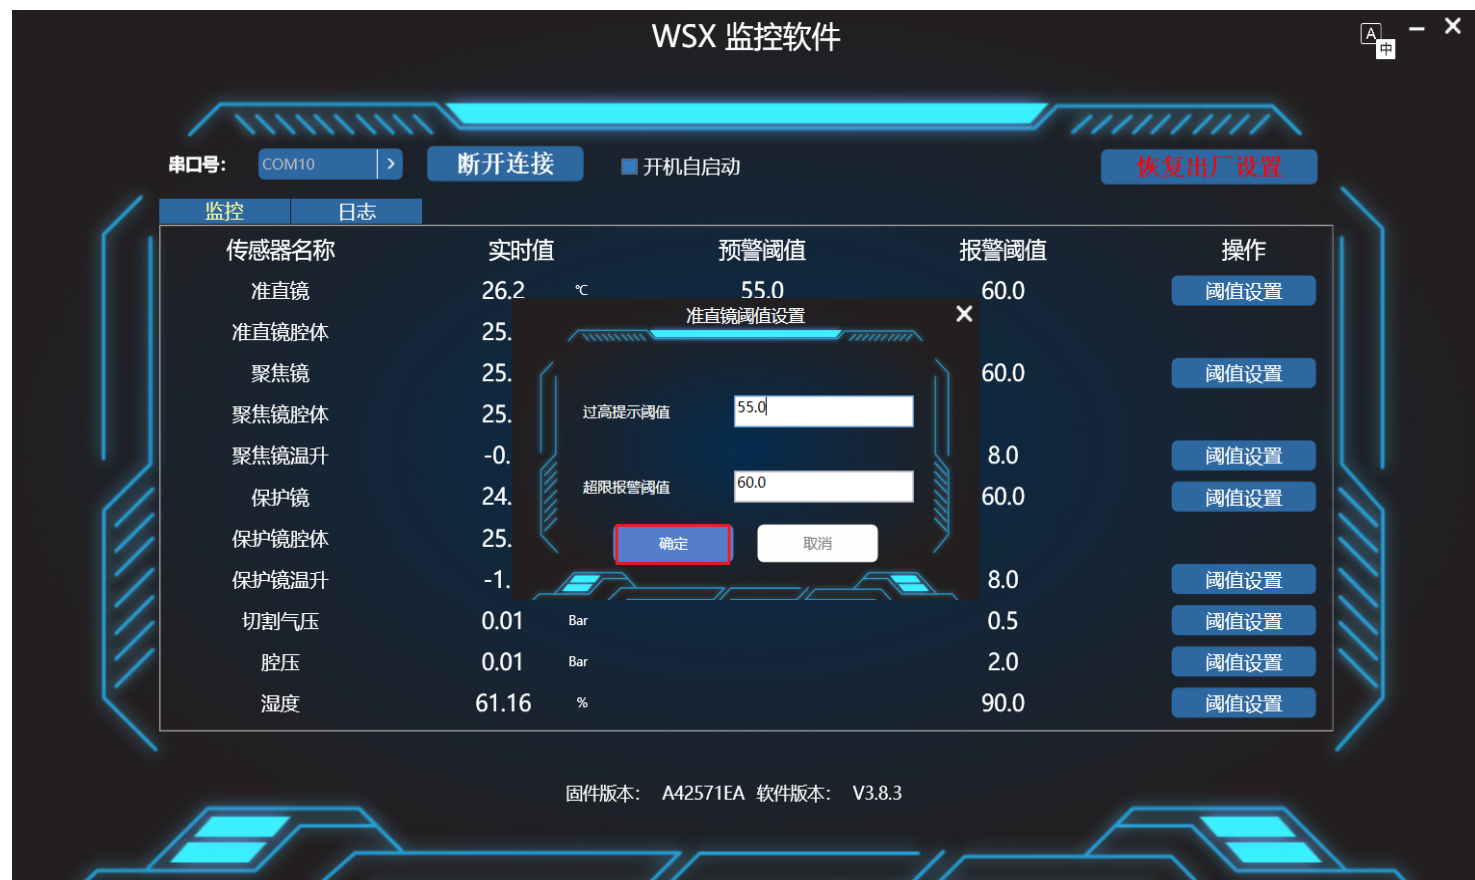 WSX 监控软件
A 中
串口号: COM10 > 断开连接 开机自启动 恢复出厂设置
监控 日志
传感器名称 实时值 预警阈值 报警阈值 操作
准直镜 26.2 ℃ 55.0 60.0 阈值设置
准直镜腔体 25.
聚焦镜 25. 60.0 阈值设置
聚焦镜腔体 25.
聚焦镜温升 -0. 8.0 阈值设置
保护镜 24. 60.0 阈值设置
保护镜腔体 25.
保护镜温升 -1. 8.0 阈值设置
切割气压 0.01 Bar 0.5 阈值设置
腔压 0.01 Bar 2.0 阈值设置
湿度 61.16 % 90.0 阈值设置
准直镜阈值设置
过高提示阈值 55.0
超限报警阈值 60.0
确定 取消
固件版本: A42571EA 软件版本: V3.8.3